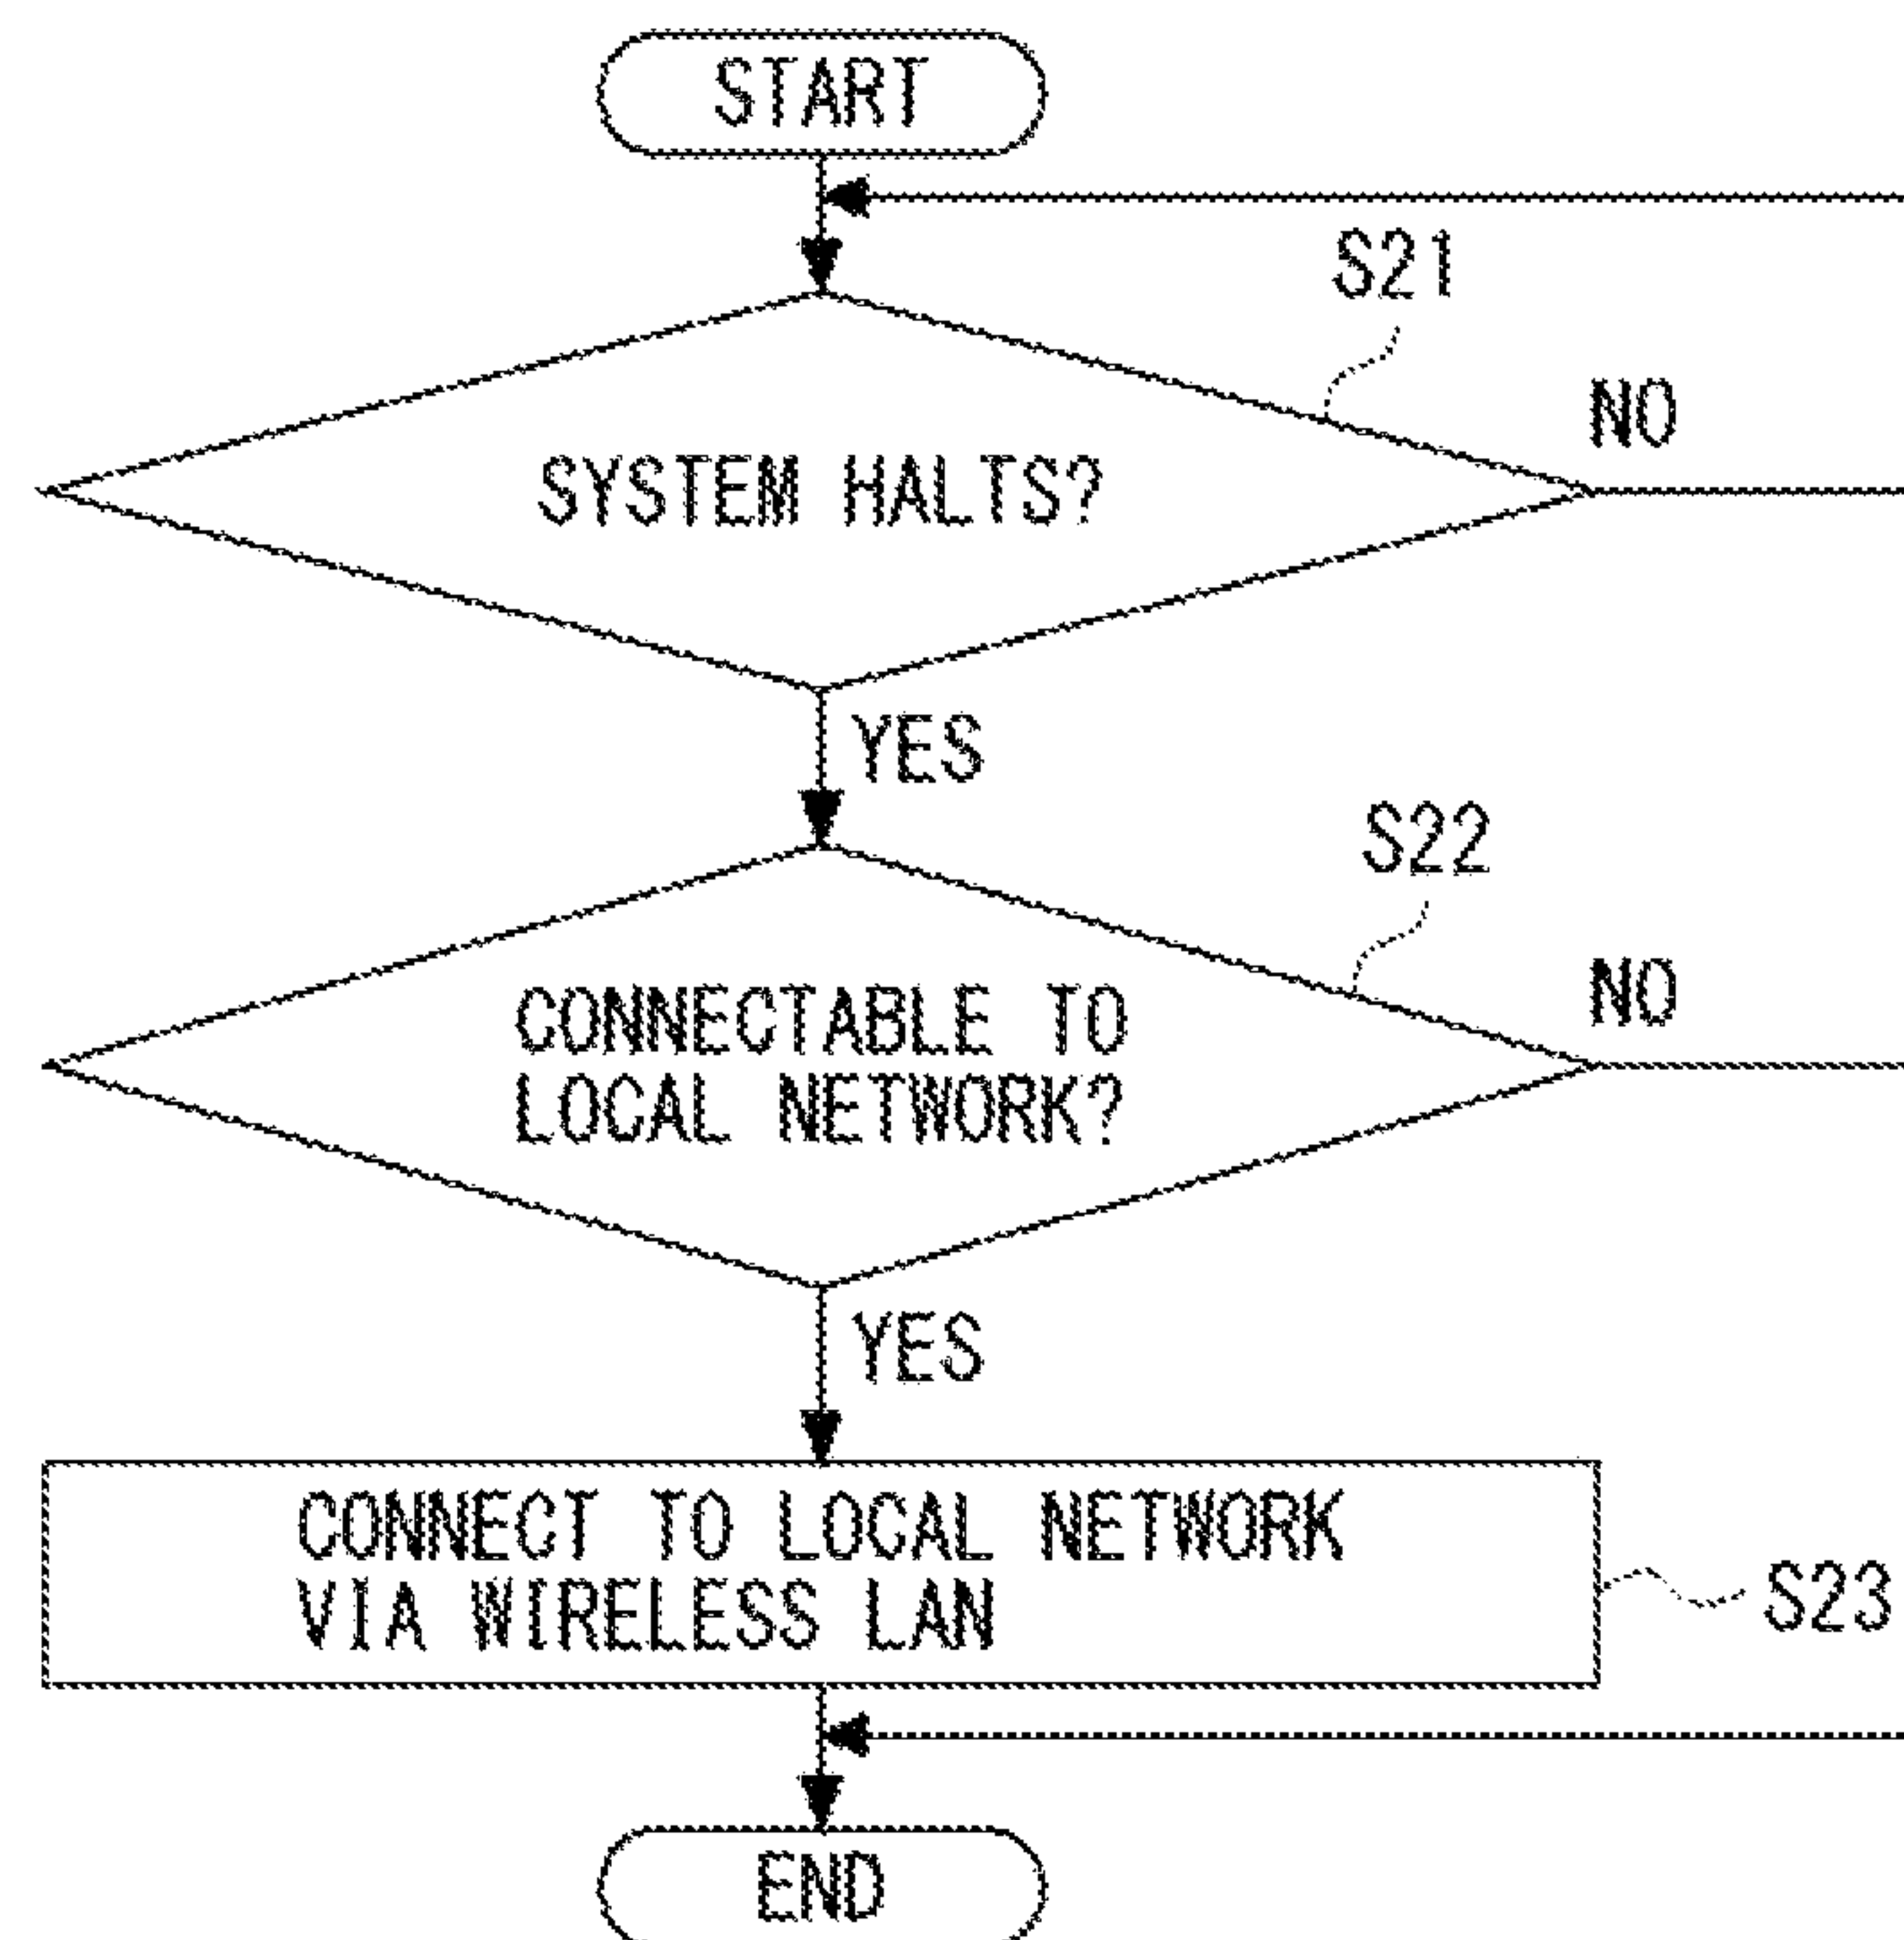 START
S21
NO
SYSTEM HALTS?
YES
S22
NO
CONNECTABLE TO
LOCAL NETWORK?
YES
CONNECT TO LOCAL NETWORK
VIA WIRELESS LAN
S23
END